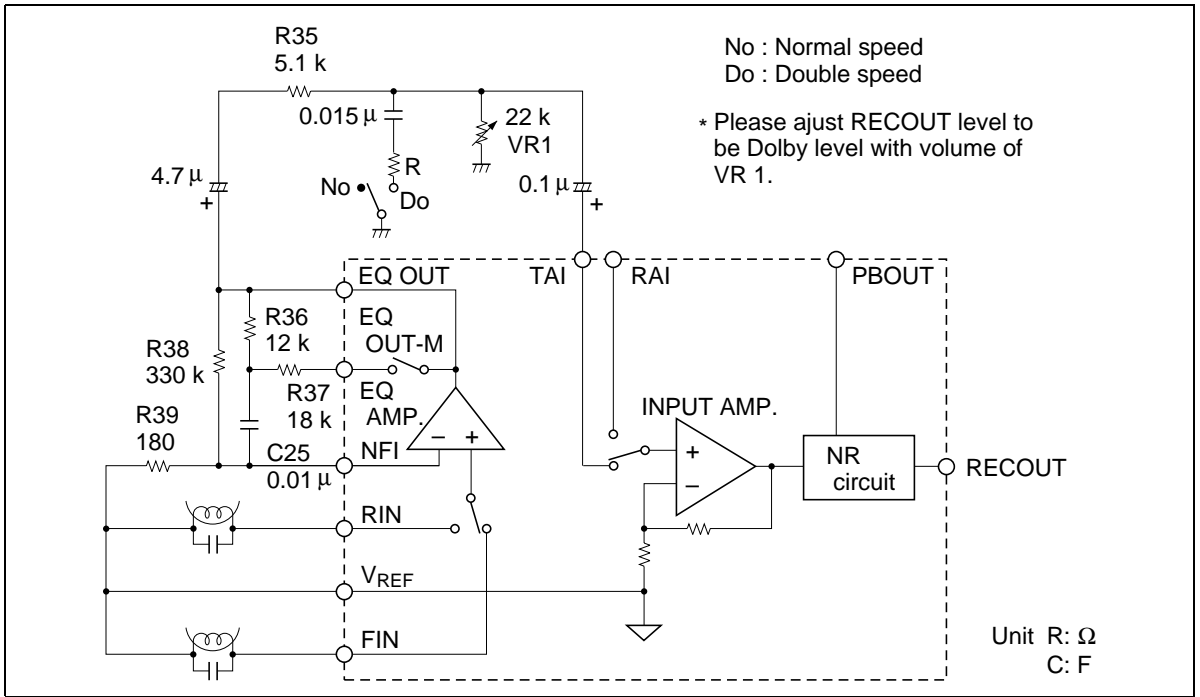 R35
5.1 k
No : Normal speed
Do : Double speed
* Please ajust RECOUT level to
be Dolby level with volume of
VR 1.
0.015 μ
22 k
VR1
R
4.7 μ
+
No
Do
0.1 μ
+
EQ OUT
TAI
RAI
PBOUT
R36
12 k
EQ
OUT-M
R38
330 k
R37
18 k
EQ
AMP.
INPUT AMP.
R39
180
C25
0.01 μ
NFI
− +
+
−
NR
circuit
RECOUT
RIN
VREF
FIN
Unit R: Ω
C: F